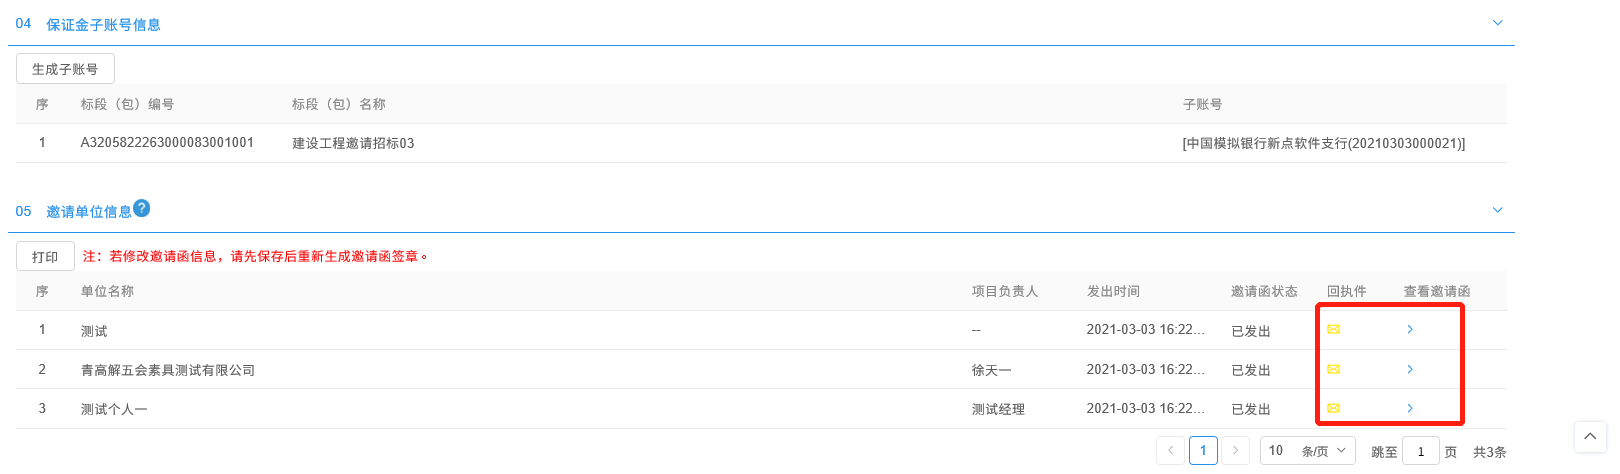 04 保证金子账号信息
生成子账号
序 标段（包）编号 标段（包）名称 子账号
1 A3205822263000083001001 建设工程邀请招标03 [中国模拟银行新点软件支行(20210303000021)]
05 邀请单位信息?
打印 注：若修改邀请函信息，请先保存后重新生成邀请函签章。
序 单位名称 项目负责人 发出时间 邀请函状态 回执件 查看邀请函
1 测试 -- 2021-03-03 16:22... 已发出
2 青高解五会素具测试有限公司 徐天一 2021-03-03 16:22... 已发出
3 测试个人一 测试经理 2021-03-03 16:22... 已发出
1 10 条/页 跳至 1 页 共3条